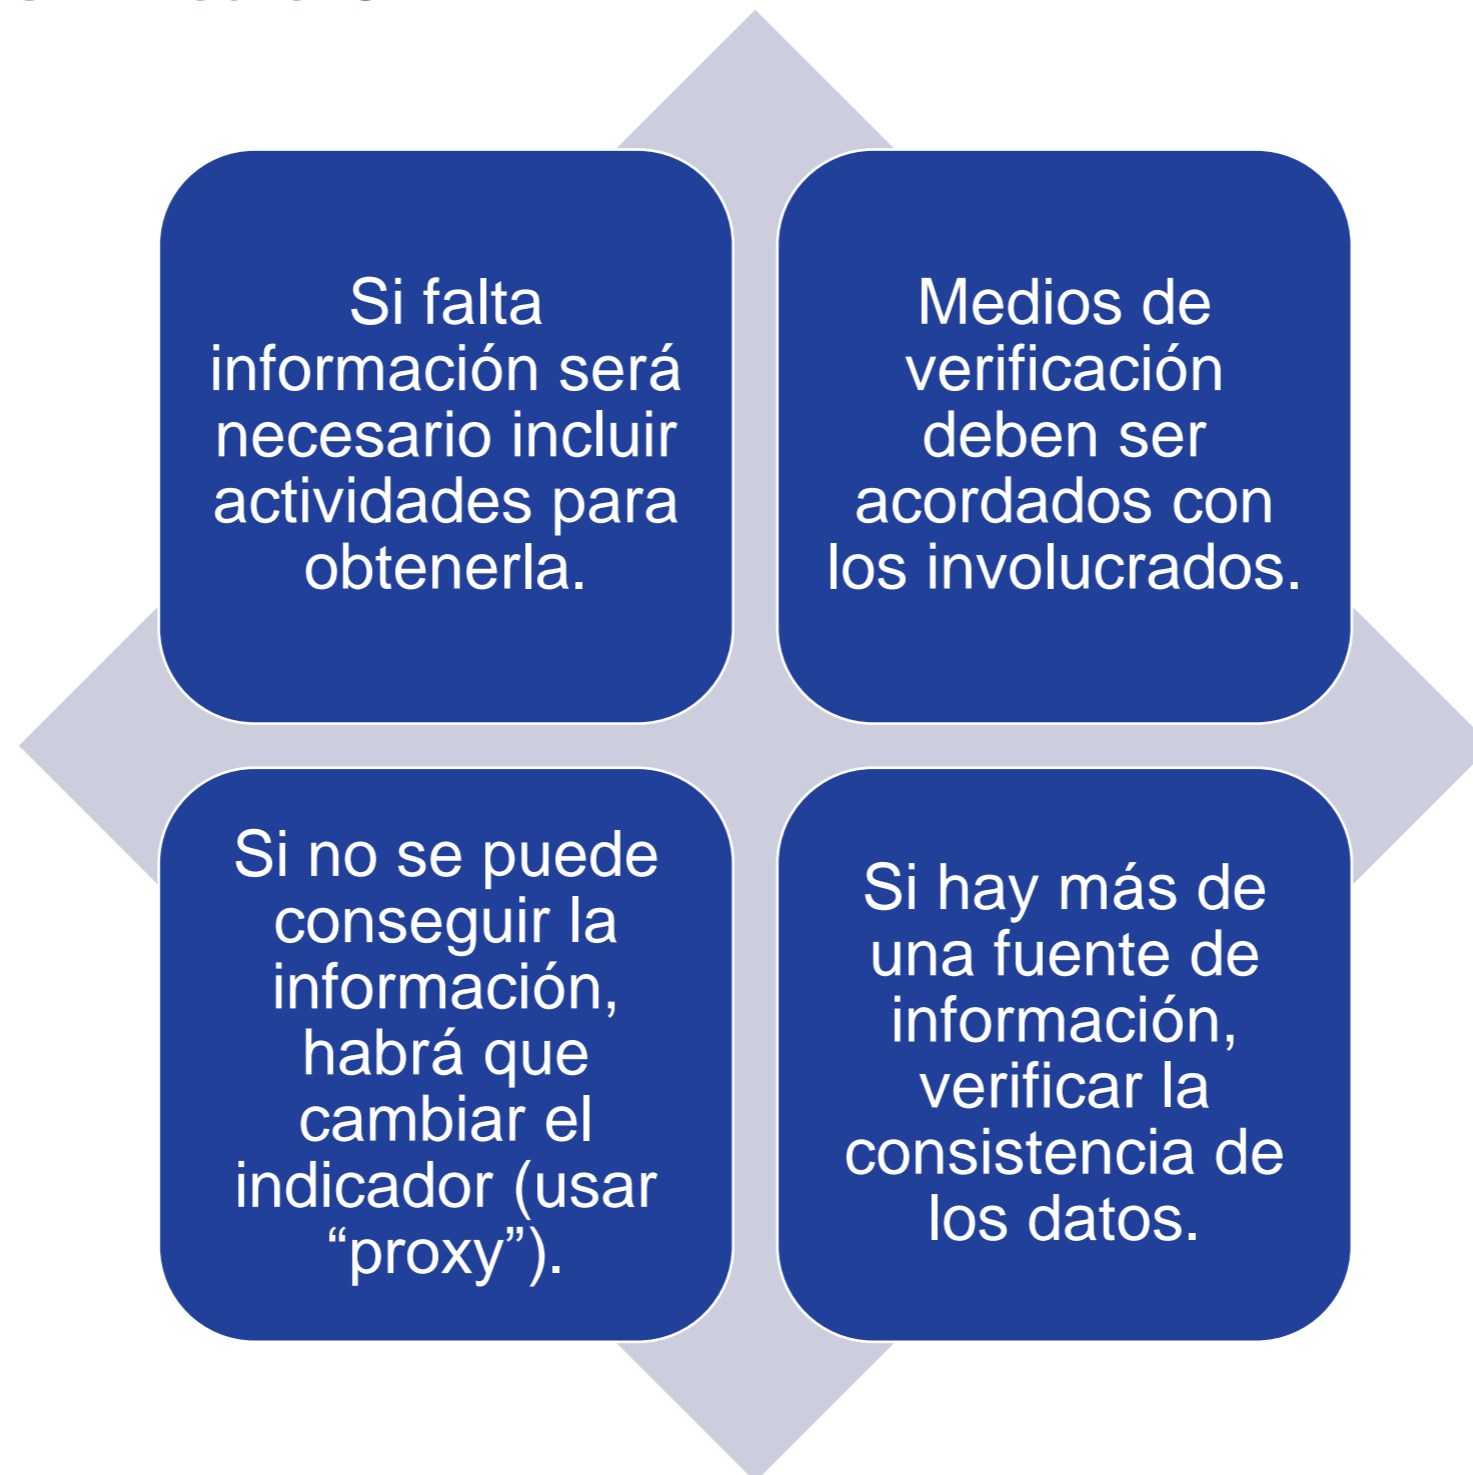 Si falta
información será
necesario incluir
actividades para
obtenerla.
Medios de
verificación
deben ser
acordados con
los involucrados.
Si no se puede
conseguir la
información,
habrá que
cambiar el
indicador (usar
“proxy”).
Si hay más de
una fuente de
información,
verificar la
consistencia de
los datos.